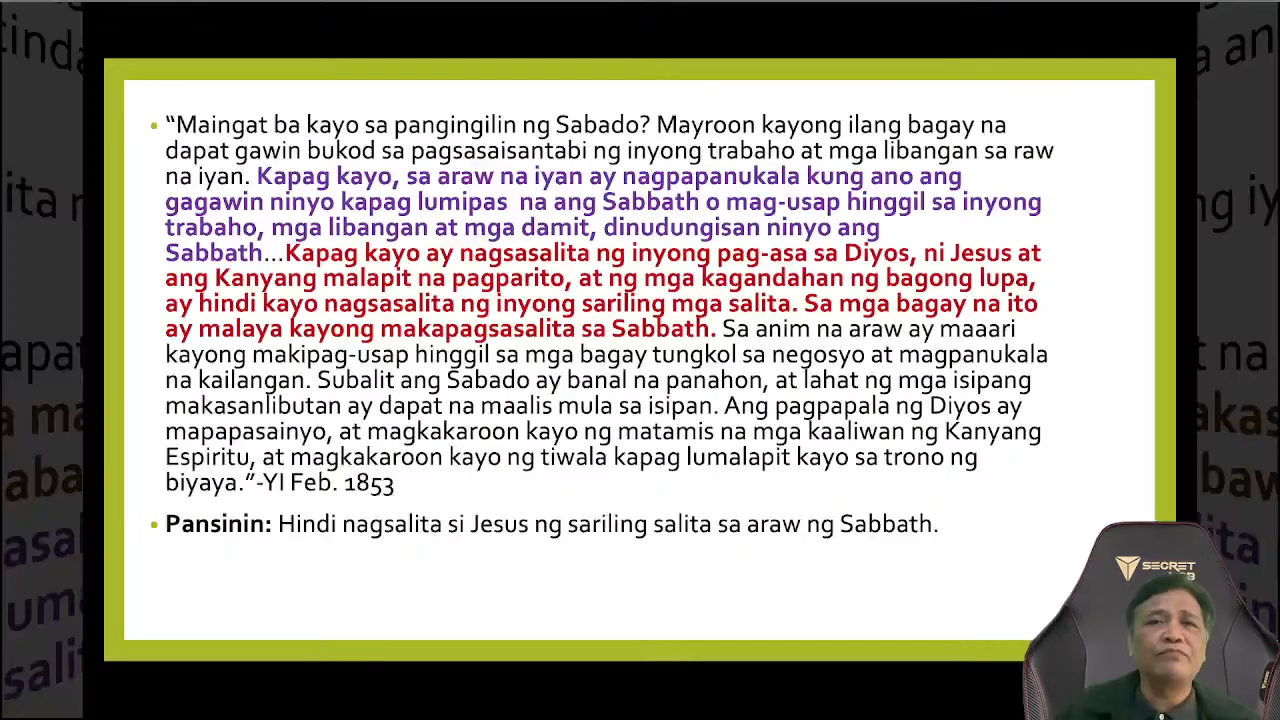 • “Maingat ba kayo sa pangingilin ng Sabado? Mayroon kayong ilang bagay na
dapat gawin bukod sa pagsasaisantabi ng inyong trabaho at mga libangan sa raw
na iyan. Kapag kayo, sa araw na iyan ay nagpapanukala kung ano ang
gagawin ninyo kapag lumipas na ang Sabbath o mag-usap hinggil sa inyong
trabaho, mga libangan at mga damit, dinudungisan ninyo ang
Sabbath...Kapag kayo ay nagsasalita ng inyong pag-asa sa Diyos, ni Jesus at
ang Kanyang malapit na pagparito, at ng mga kagandahan ng bagong lupa,
ay hindi kayo nagsasalita ng inyong sariling mga salita. Sa mga bagay na ito
ay malaya kayong makapagsasalita sa Sabbath. Sa anim na araw ay maaari
kayong makipag-usap hinggil sa mga bagay tungkol sa negosyo at magpanukala
na kailangan. Subalit ang Sabado ay banal na panahon, at lahat ng mga isipang
makasanlibutan ay dapat na maalis mula sa isipan. Ang pagpapala ng Diyos ay
mapapasainyo, at magkakaroon kayo ng matamis na mga kaaliwan ng Kanyang
Espiritu, at magkakaroon kayo ng tiwala kapag lumalapit kayo sa trono ng
biyaya.”-YI Feb. 1853
• Pansinin: Hindi nagsalita si Jesus ng sariling salita sa araw ng Sabbath.
SECRET